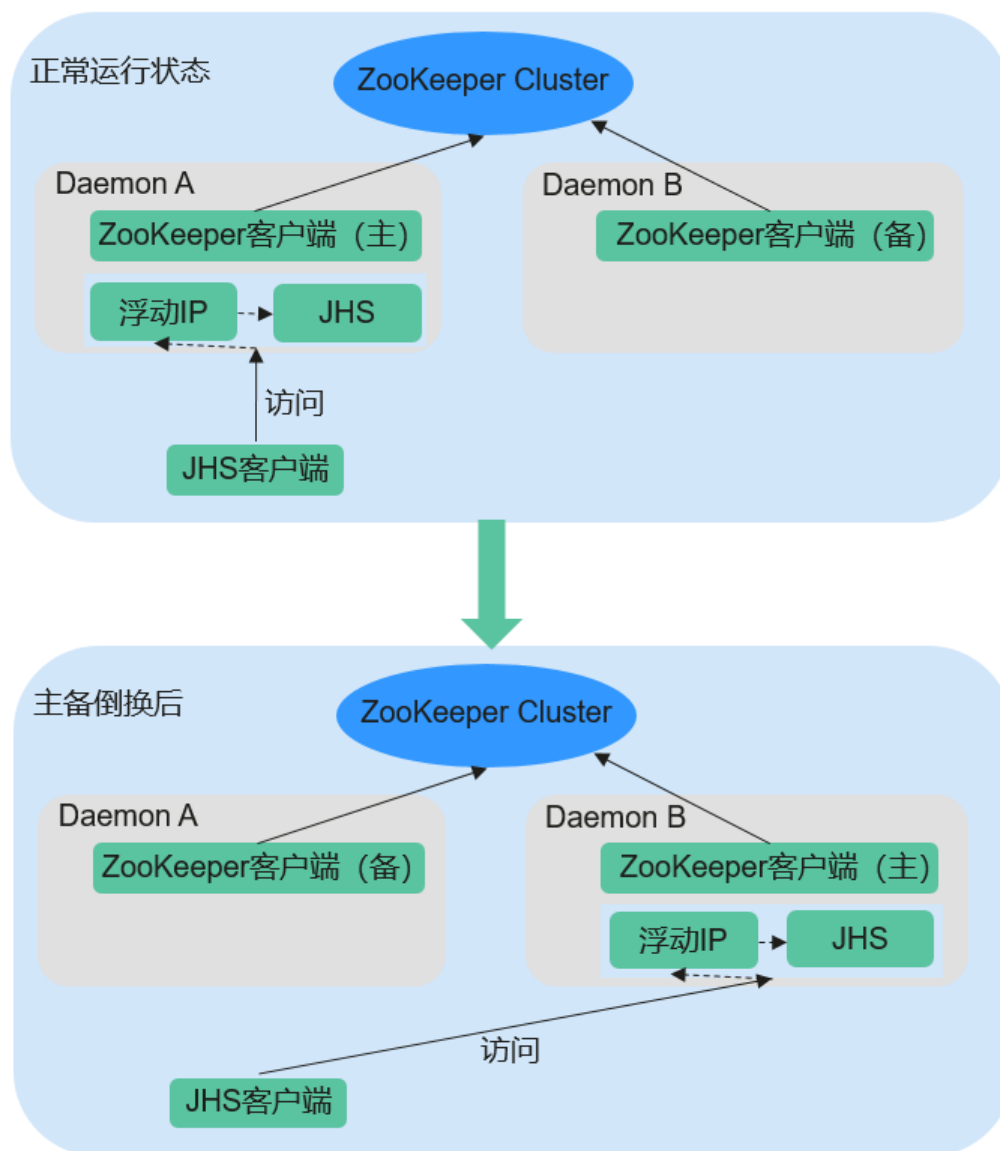 正常运行状态
ZooKeeper Cluster
Daemon A
Daemon B
ZooKeeper客户端（主）
ZooKeeper客户端（备）
浮动IP
JHS
访问
JHS客户端
主备倒换后
ZooKeeper Cluster
Daemon A
Daemon B
ZooKeeper客户端（备）
ZooKeeper客户端（主）
浮动IP
JHS
访问
JHS客户端